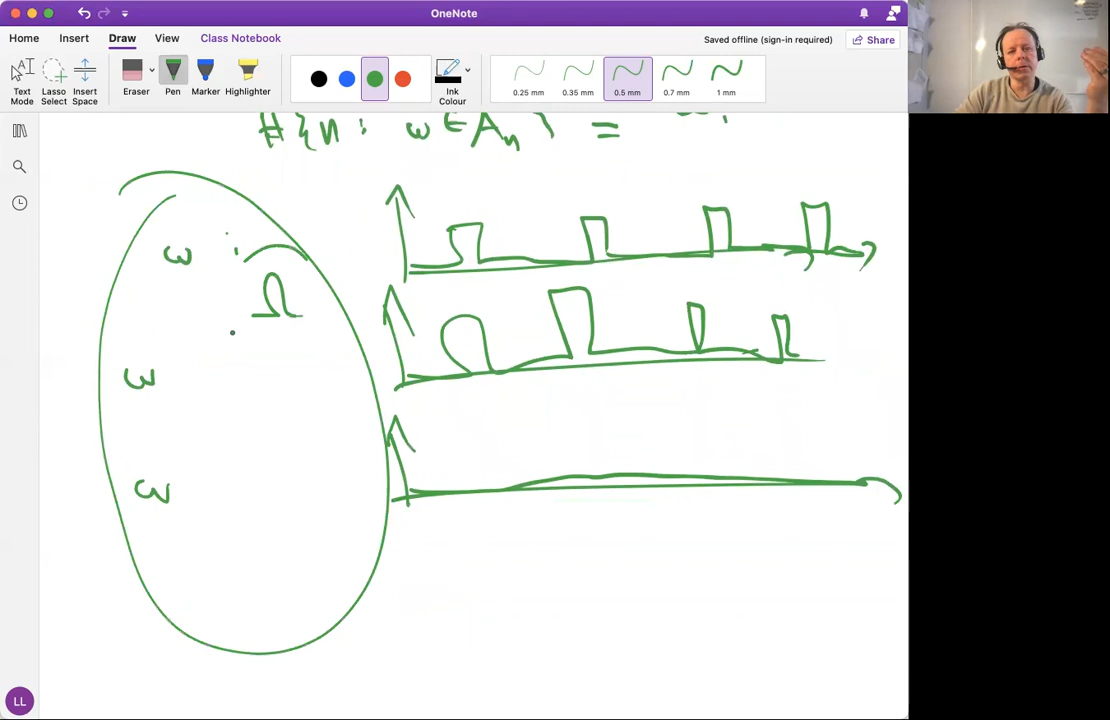 OneNote
Home Insert Draw View Class Notebook
Saved offline (sign-in required) Share
Text Mode Lasso Select Insert Space Eraser Pen Marker Highlighter Ink Colour 0.25 mm 0.35 mm 0.5 mm 0.7 mm 1 mm
#{n: ω ∈ An} =
ω
Ω
ω
ω
LL